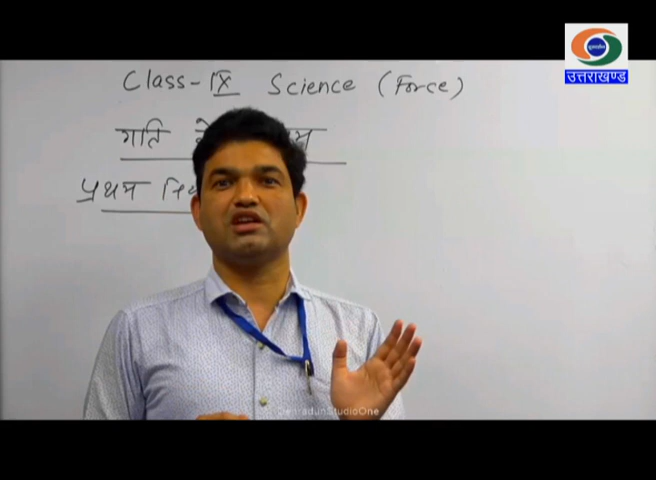 उत्तराखण्ड
Class-IX Science (Force)
गति
प्रथम
DehradunStudioOne